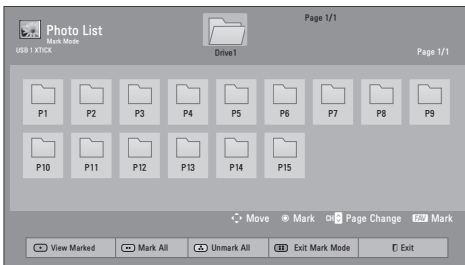 Photo List
Page 1/1
Mark Mode
USB 1 XTICK
Drive1
Page 1/1
P1 P2 P3 P4 P5 P6 P7 P8 P9
P10 P11 P12 P13 P14 P15
Move Mark CH Page Change FAV Mark
View Marked Mark All Unmark All Exit Mark Mode Exit